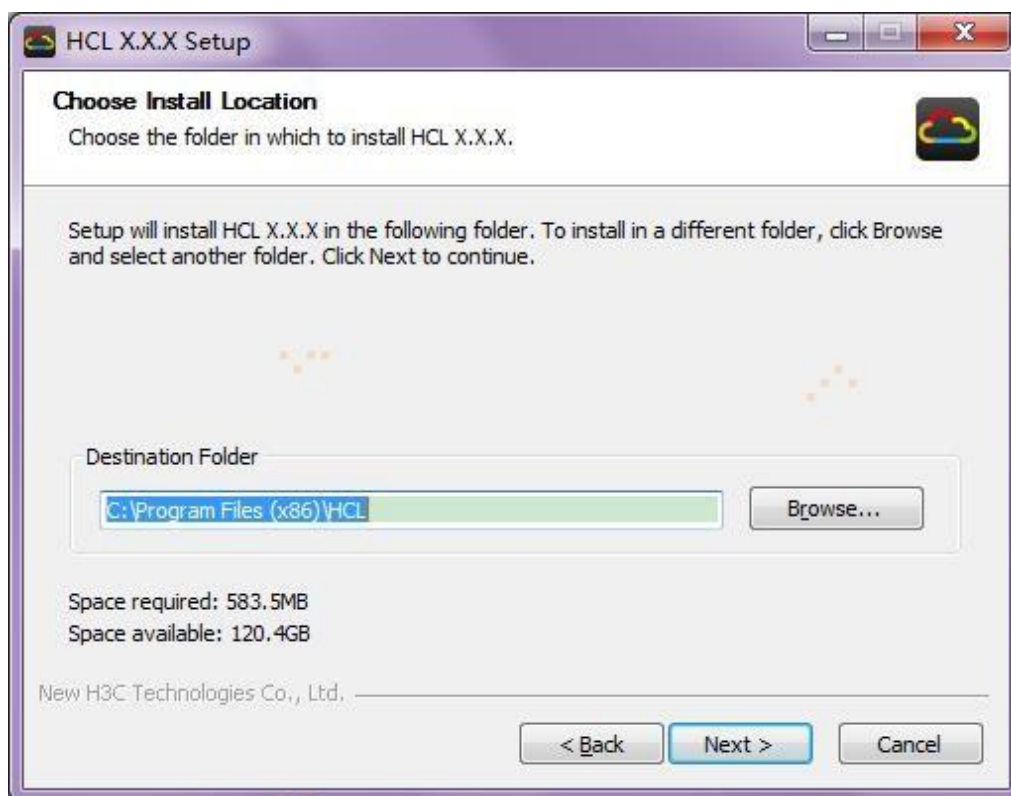 HCL X.X.X Setup
Choose Install Location
Choose the folder in which to install HCL X.X.X.
Setup will install HCL X.X.X in the following folder. To install in a different folder, click Browse
and select another folder. Click Next to continue.
Destination Folder
C:\Program Files (x86)\HCL
Browse...
Space required: 583.5MB
Space available: 120.4GB
New H3C Technologies Co., Ltd.
< Back Next > Cancel